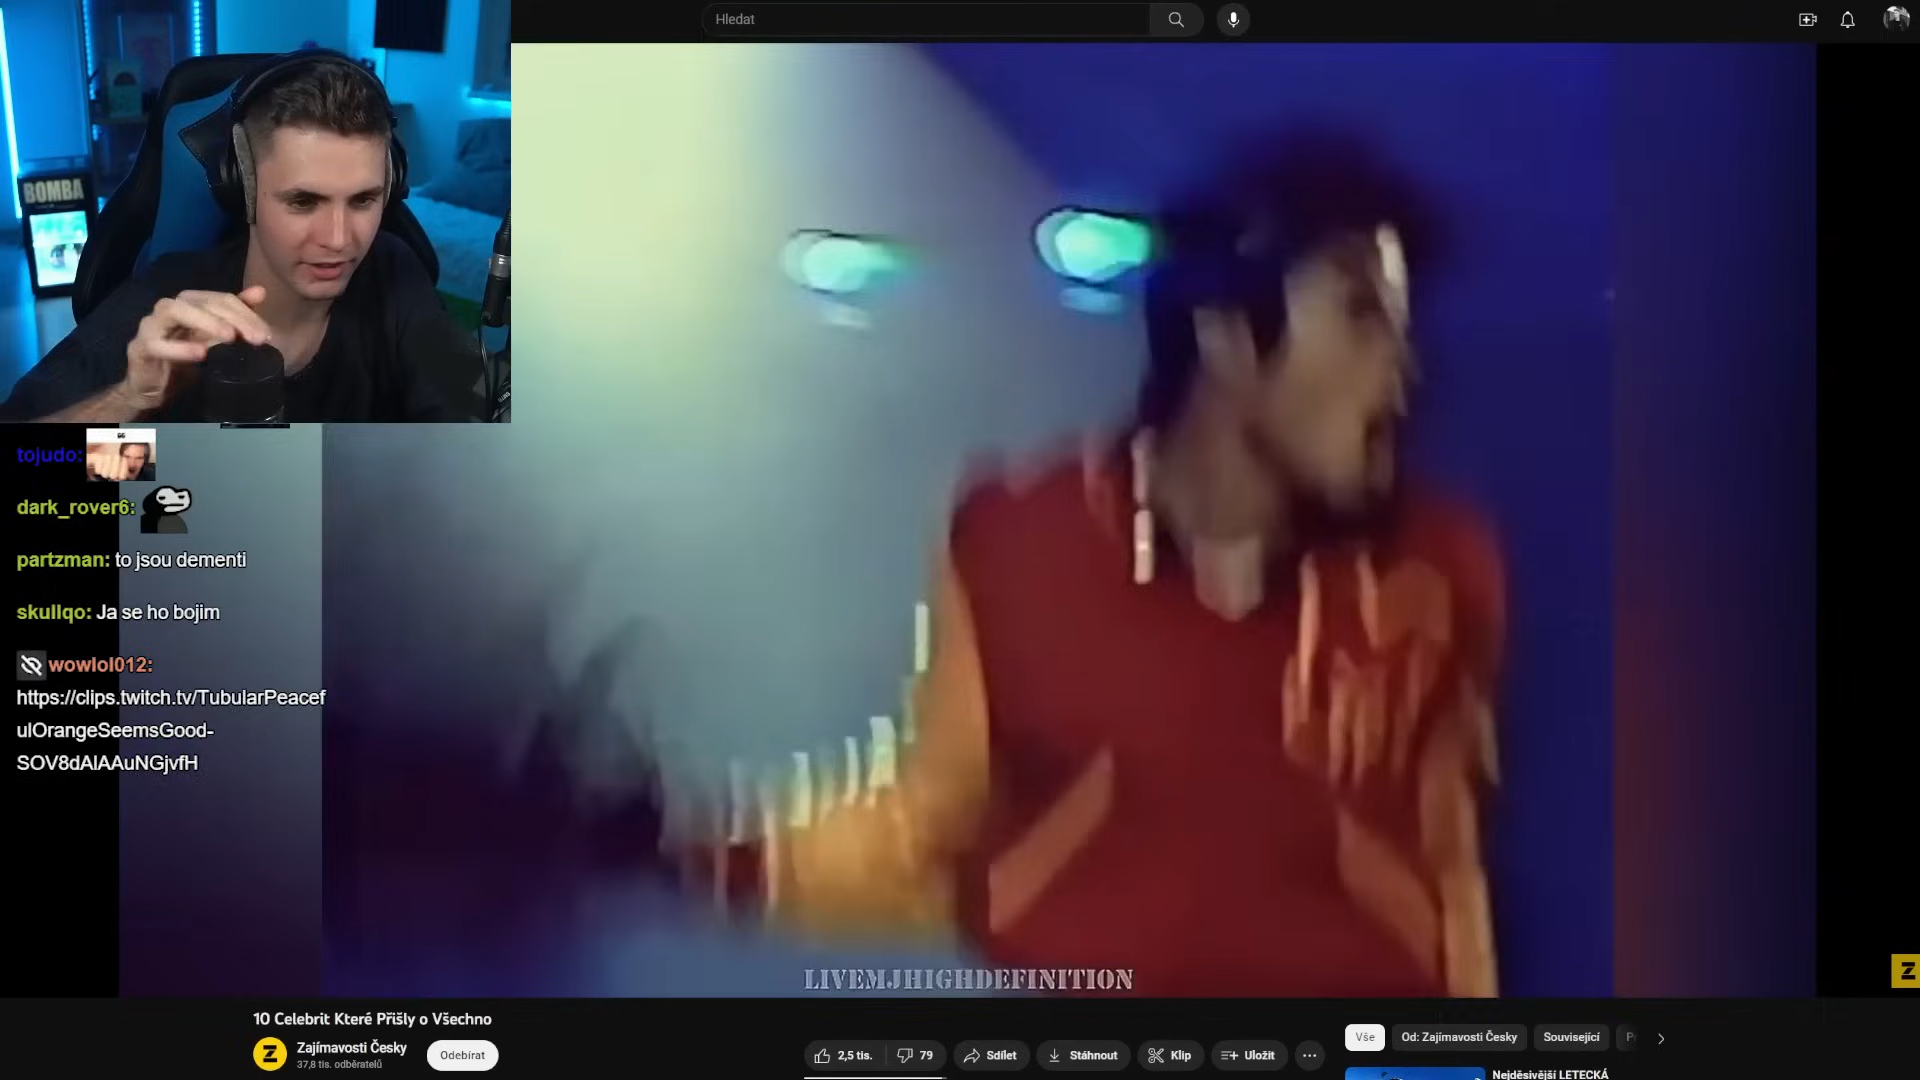 Hledat
BOMBA
tojudo:
dark_rover6:
partzman: to jsou dementi
skullqo: Ja se ho bojim
wowlol012:
https://clips.twitch.tv/TubularPeacef
ulOrangeSeemsGood-
SOV8dAlAAuNGjvfH
LIVEMJHIGHDEFINITION
Z
10 Celebrit Které Přišly o Všechno
Z
Zajímavosti Česky
37,8 tis. odběratelů
Odebírat
2,5 tis.
79
Sdílet
Stáhnout
Klip
Uložit
Vše
Od: Zajímavosti Česky
Související
Nejděsivější LETECKÁ